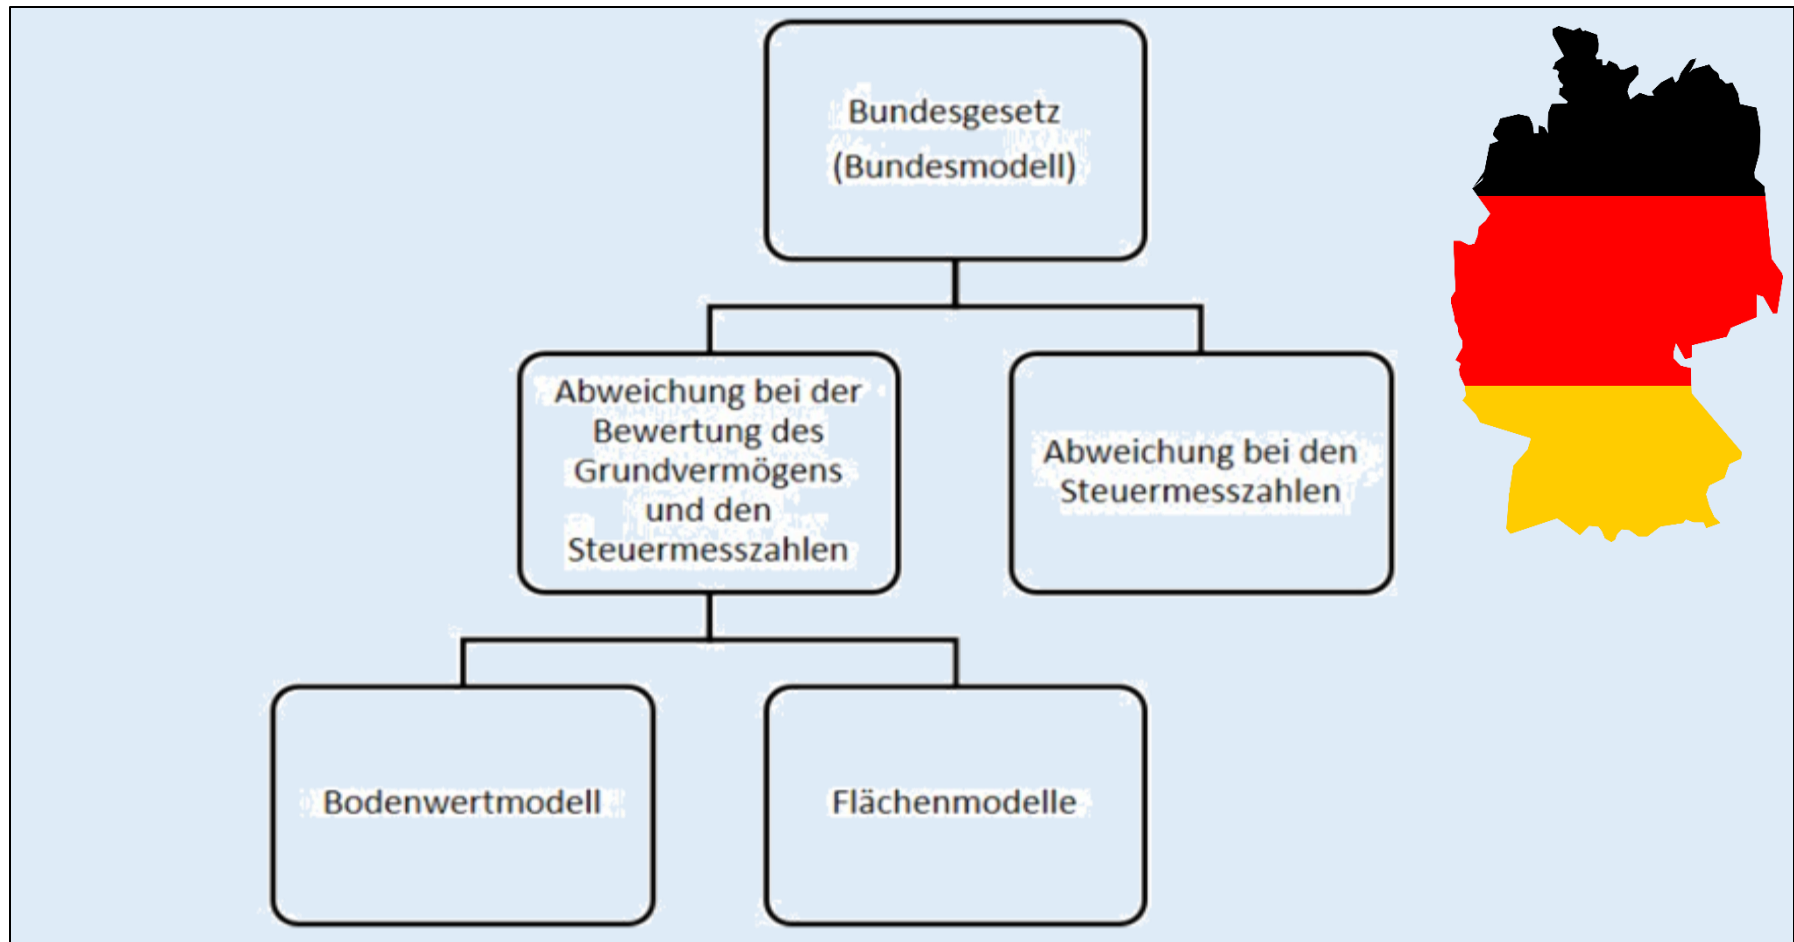 Bundesgesetz
(Bundesmodell)
Abweichung bei der
Bewertung des
Grundvermögens
und den
Steuermesszahlen
Abweichung bei den
Steuermesszahlen
Bodenwertmodell
Flächenmodelle